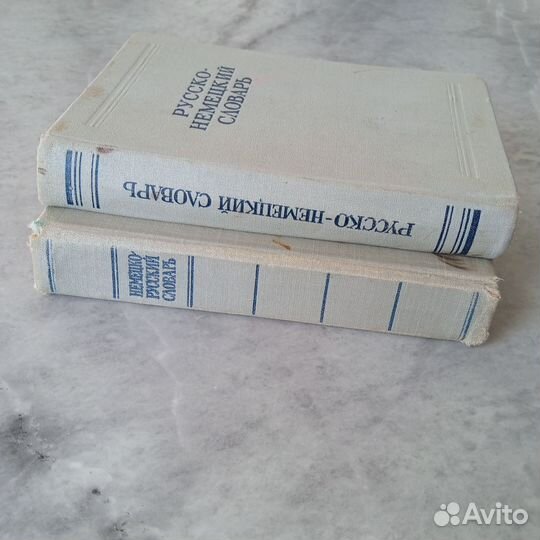 РУССКО-
НЕМЕЦКИЙ
СЛОВАРЬ
РУССКО-НЕМЕЦКИЙ СЛОВАРЬ
НЕМЕЦКО-
РУССКИЙ
СЛОВАРЬ
Avito